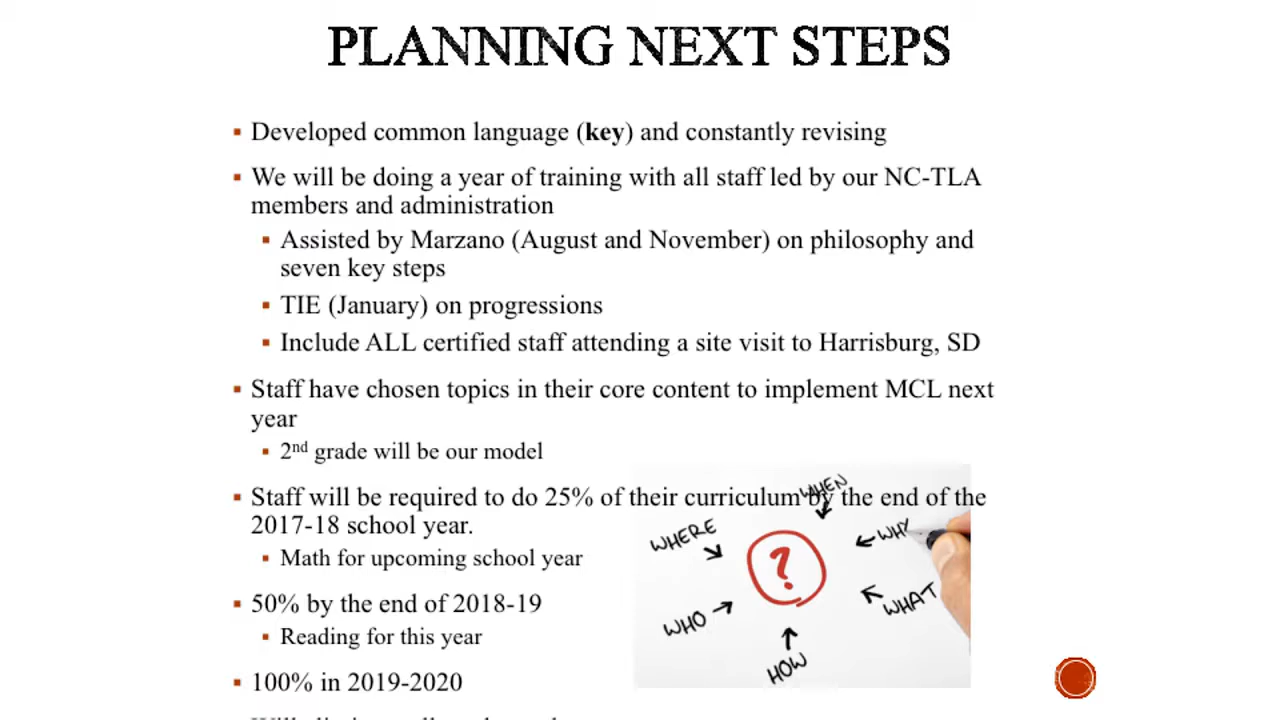 PLANNING NEXT STEPS
▪ Developed common language (key) and constantly revising
▪ We will be doing a year of training with all staff led by our NC-TLA
members and administration
▪ Assisted by Marzano (August and November) on philosophy and
seven key steps
▪ TIE (January) on progressions
▪ Include ALL certified staff attending a site visit to Harrisburg, SD
▪ Staff have chosen topics in their core content to implement MCL next
year
▪ 2nd grade will be our model
▪ Staff will be required to do 25% of their curriculum by the end of the
2017-18 school year.
▪ Math for upcoming school year
▪ 50% by the end of 2018-19
▪ Reading for this year
▪ 100% in 2019-2020
WHEN
WHERE
WHY
?
WHO
WHAT
HOW